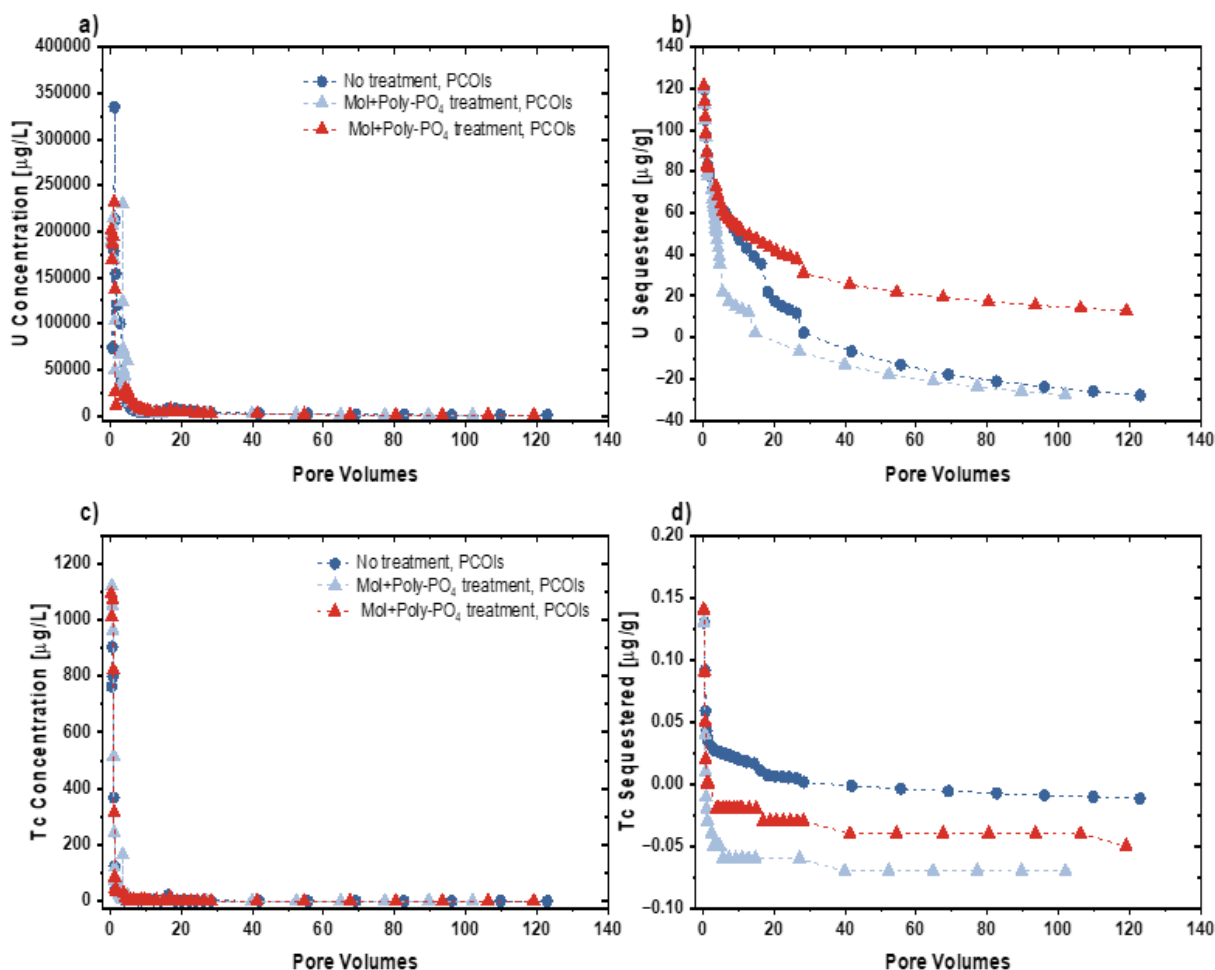 a)
U Concentration [μg/L]
400000
350000
300000
250000
200000
150000
100000
50000
0
No treatment, PCOIs
Mol+Poly-PO₄ treatment, PCOIs
Mol+Poly-PO₄ treatment, PCOIs
0 20 40 60 80 100 120 140
Pore Volumes
b)
U Sequestered [μg/g]
140
120
100
80
60
40
20
0
−20
−40
0 20 40 60 80 100 120 140
Pore Volumes
c)
Tc Concentration [μg/L]
1200
1000
800
600
400
200
0
No treatment, PCOIs
Mol+Poly-PO₄ treatment, PCOIs
Mol+Poly-PO₄ treatment, PCOIs
0 20 40 60 80 100 120 140
Pore Volumes
d)
Tc Sequestered [μg/g]
0.20
0.15
0.10
0.05
0.00
−0.05
−0.10
0 20 40 60 80 100 120 140
Pore Volumes